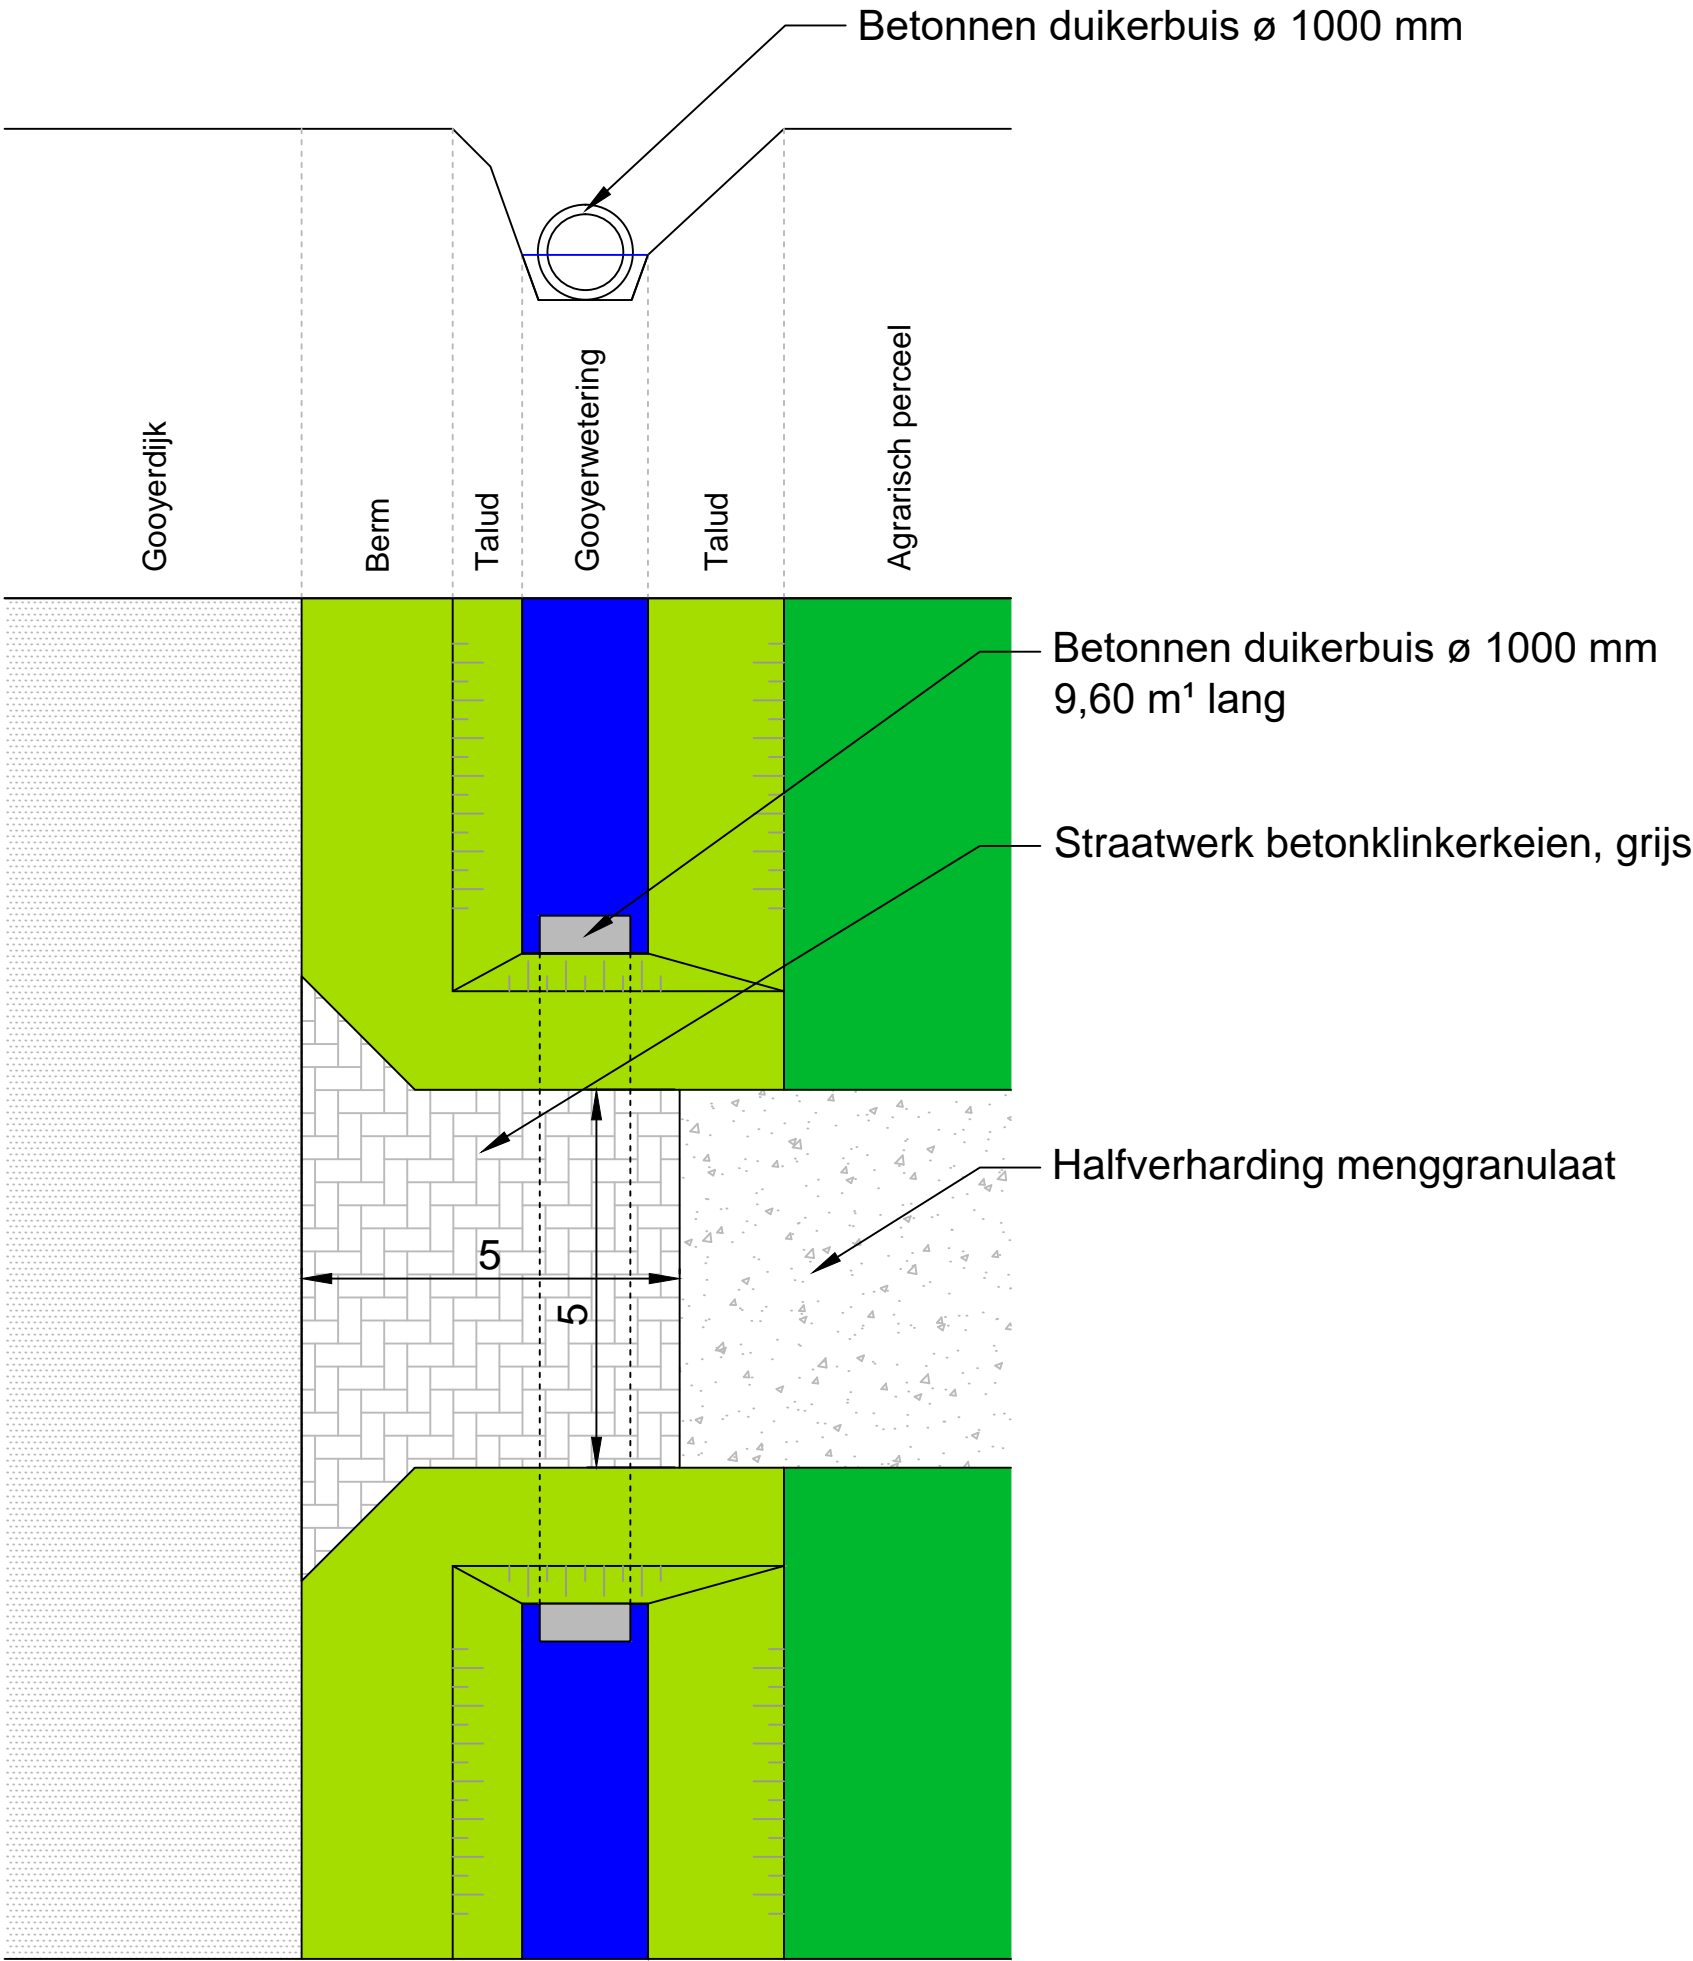 Betonnen duikerbuis ø 1000 mm
Gooyerdijk
Berm
Talud
Gooyerwetering
Talud
Agrarisch perceel
Betonnen duikerbuis ø 1000 mm
9,60 m¹ lang
Straatwerk betonklinkerkeien, grijs
Halfverharding menggranulaat
5
5